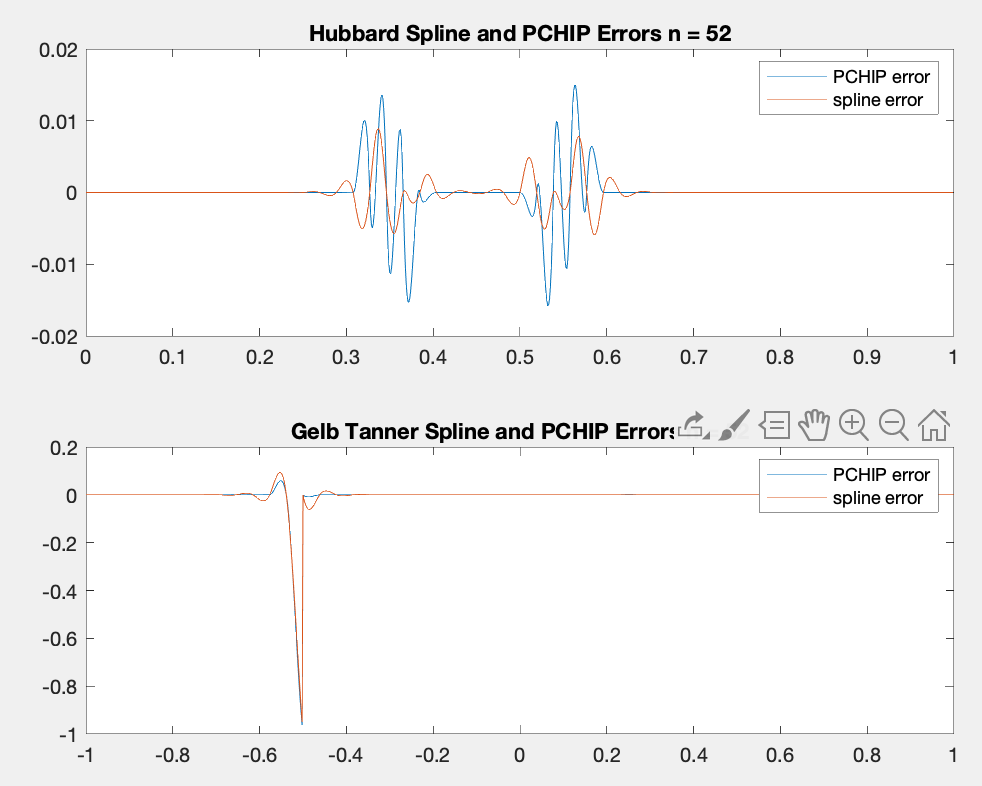 Hubbard Spline and PCHIP Errors n = 52
0.02
0.01
0
-0.01
-0.02
PCHIP error
spline error
0 0.1 0.2 0.3 0.4 0.5 0.6 0.7 0.8 0.9 1
Gelb Tanner Spline and PCHIP Errors
0.2
0
-0.2
-0.4
-0.6
-0.8
-1
PCHIP error
spline error
-1 -0.8 -0.6 -0.4 -0.2 0 0.2 0.4 0.6 0.8 1